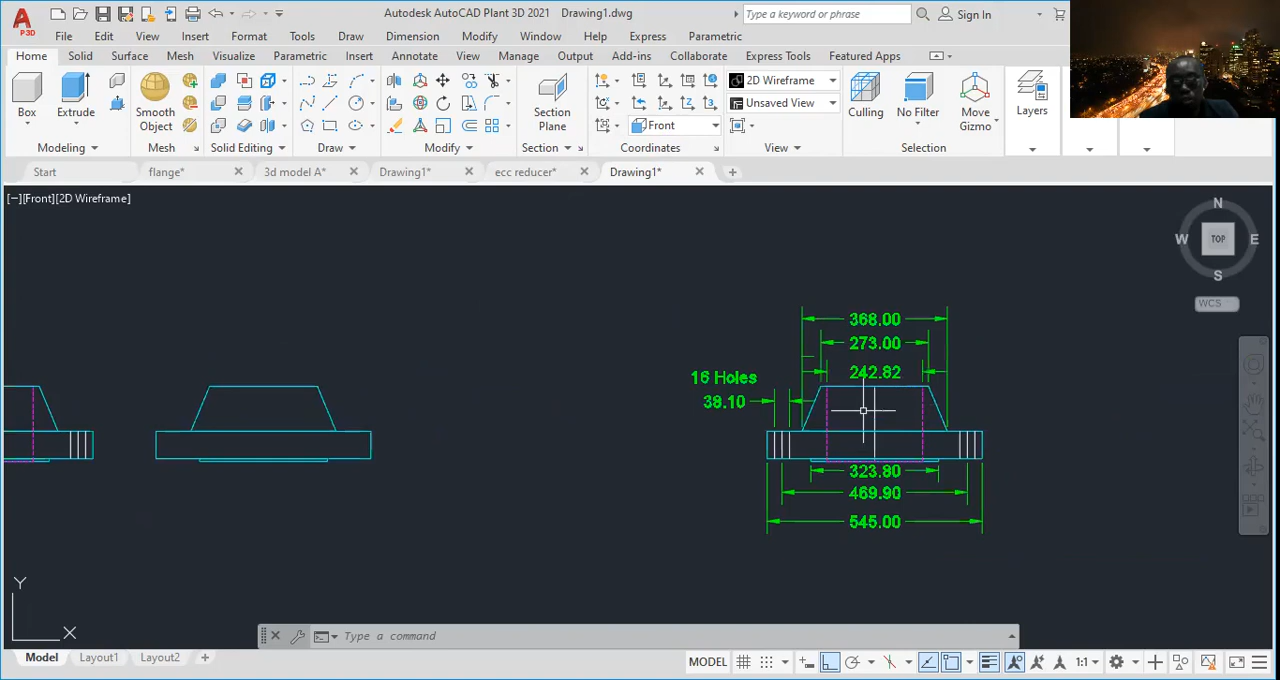 Autodesk AutoCAD Plant 3D 2021 Drawing1.dwg Type a keyword or phrase Sign In
P3D File Edit View Insert Format Tools Draw Dimension Modify Window Help Express Parametric
Home Solid Surface Mesh Visualize Parametric Insert Annotate View Manage Output Add-ins Collaborate Express Tools Featured Apps
Box Extrude Smooth Object Section Plane 2D Wireframe Unsaved View Front Culling No Filter Move Gizmo Layers
Modeling Mesh Solid Editing Draw Modify Section Coordinates View Selection
Start flange* 3d model A* Drawing1* ecc reducer* Drawing1*
[−][Front][2D Wireframe]
N
W TOP E
S
WCS
368.00
273.00
16 Holes 242.82
38.10
323.80
469.90
545.00
Y
X
Type a command
Model Layout1 Layout2 + MODEL 1:1